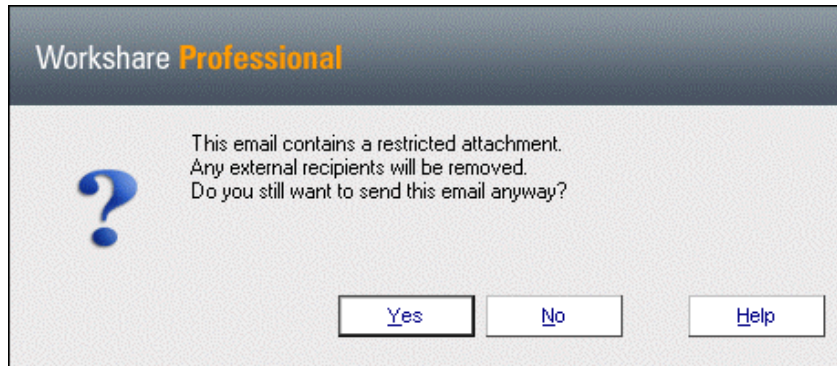 Workshare Professional
This email contains a restricted attachment.
Any external recipients will be removed.
Do you still want to send this email anyway?
Yes No Help